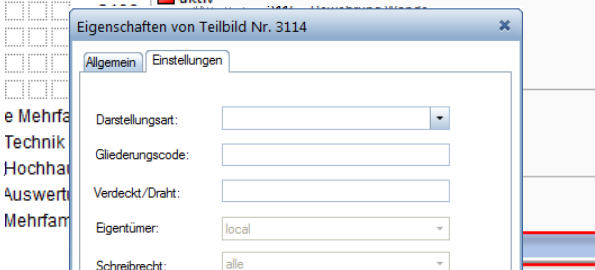 aktiv
Eigenschaften von Teilbild Nr. 3114
Allgemein Einstellungen
Darstellungsart:
Gliederungscode:
Verdeckt/Draht:
Eigentümer: local
Schreibrecht: alle
e Mehrfa
Technik
Hochhau
Auswertu
Mehrfam